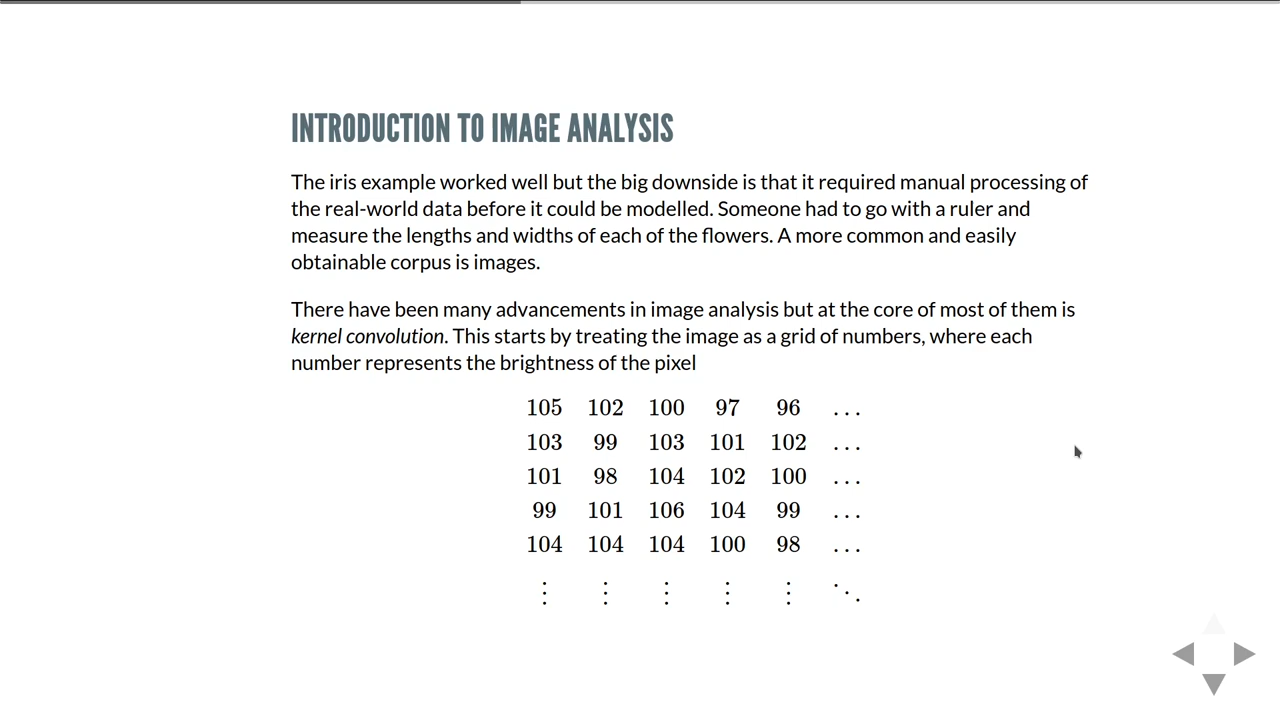 INTRODUCTION TO IMAGE ANALYSIS
The iris example worked well but the big downside is that it required manual processing of
the real-world data before it could be modelled. Someone had to go with a ruler and
measure the lengths and widths of each of the flowers. A more common and easily
obtainable corpus is images.
There have been many advancements in image analysis but at the core of most of them is
kernel convolution. This starts by treating the image as a grid of numbers, where each
number represents the brightness of the pixel
105 102 100 97 96 …
103 99 103 101 102 …
101 98 104 102 100 …
99 101 106 104 99 …
104 104 104 100 98 …
⋮ ⋮ ⋮ ⋮ ⋮ ⋱